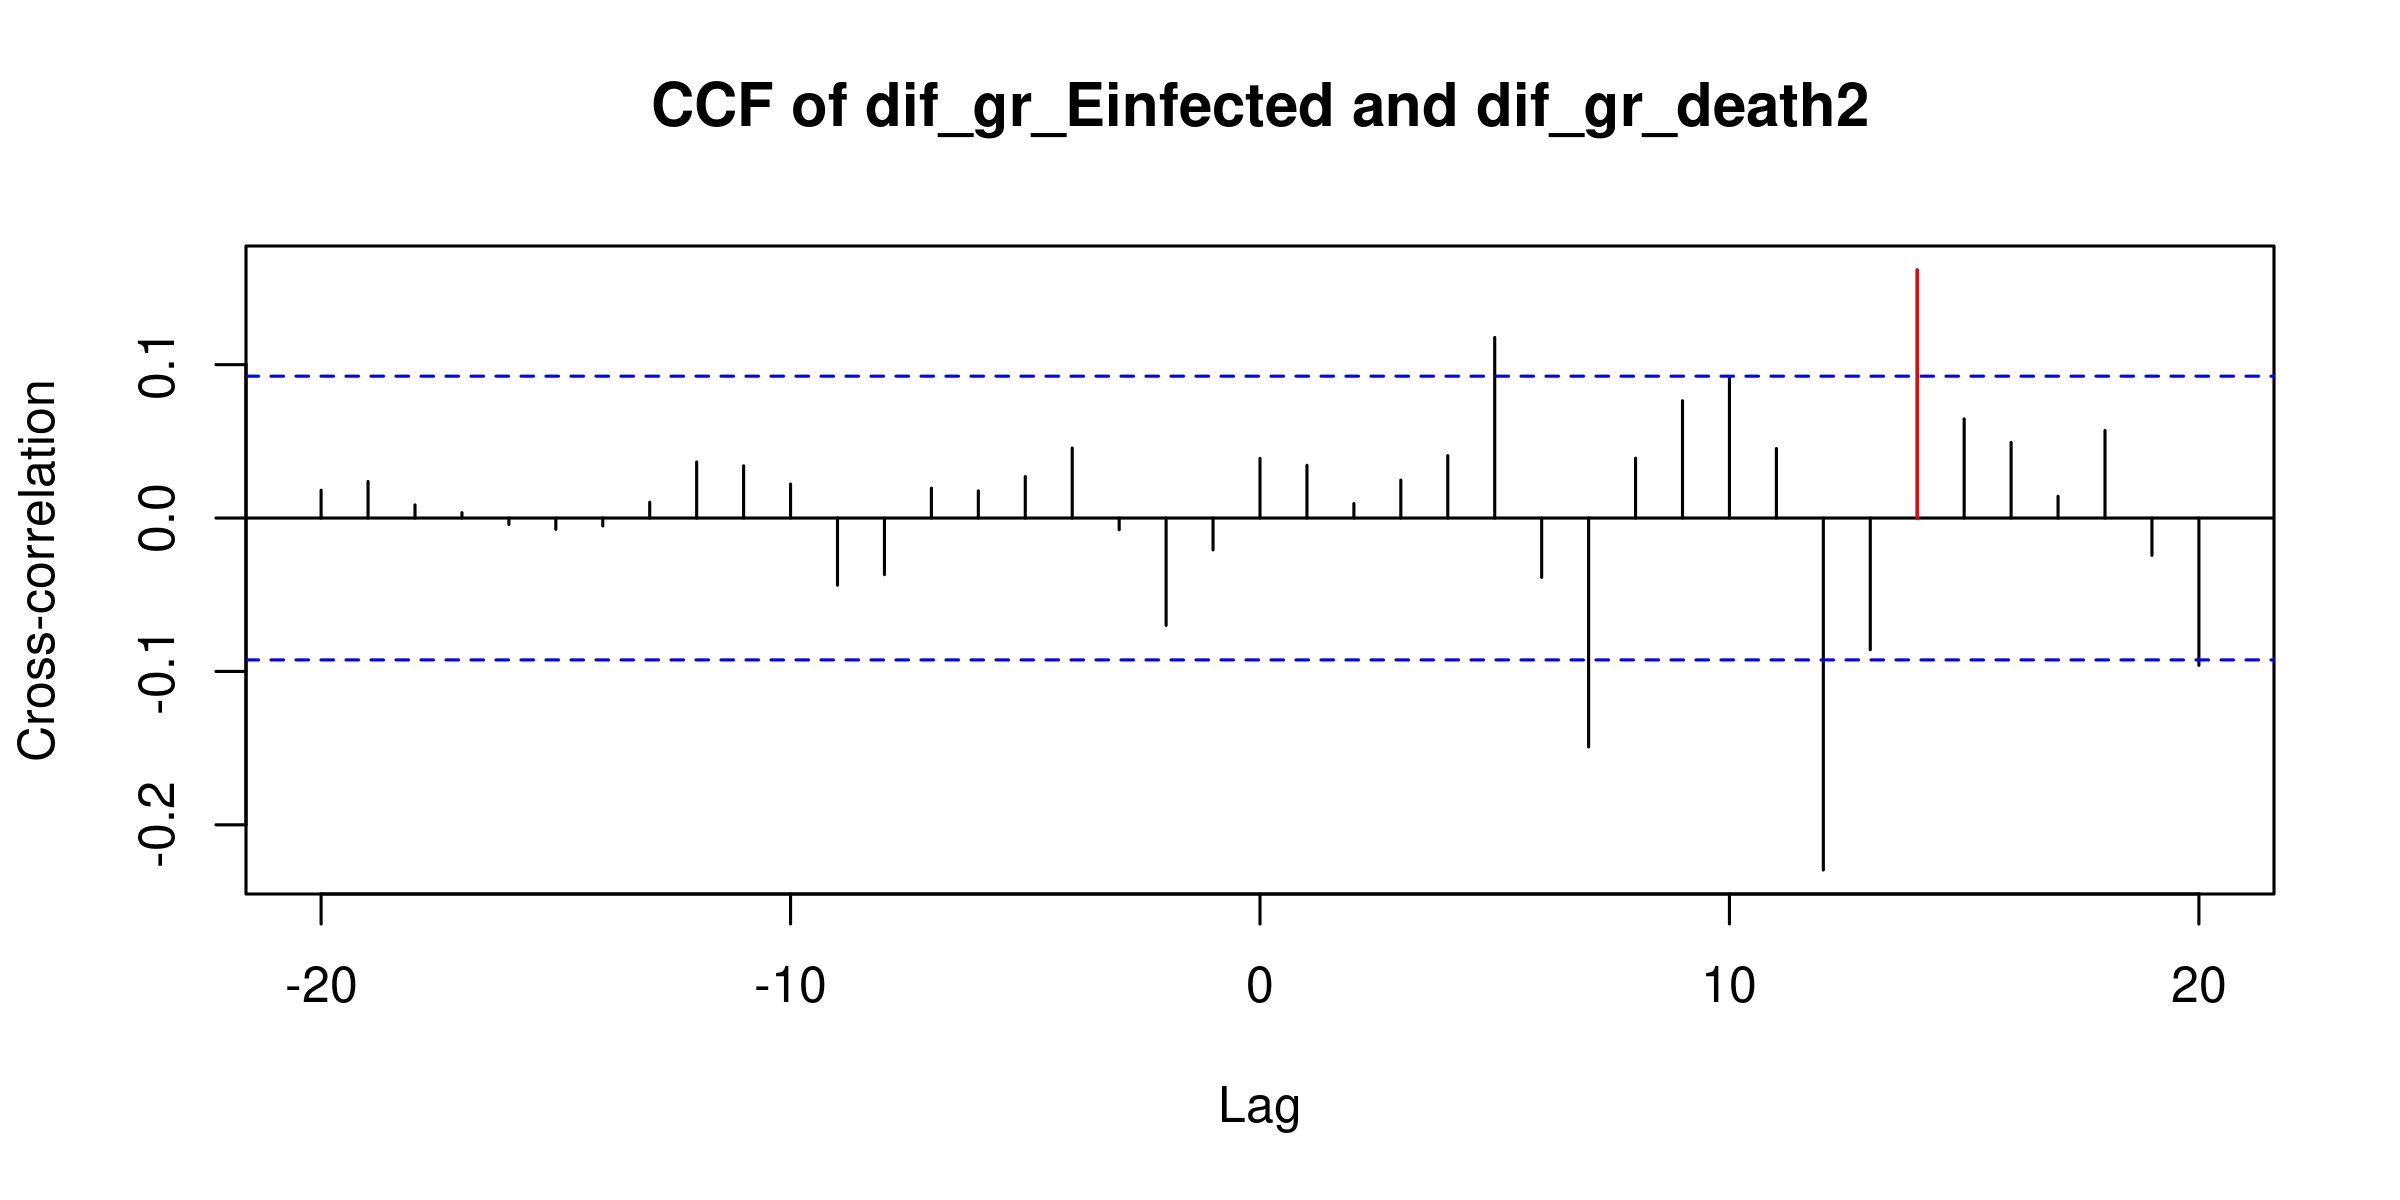 CCF of dif_gr_Einfected and dif_gr_death2
Cross-correlation
0.1
0.0
-0.1
-0.2
-20 -10 0 10 20
Lag